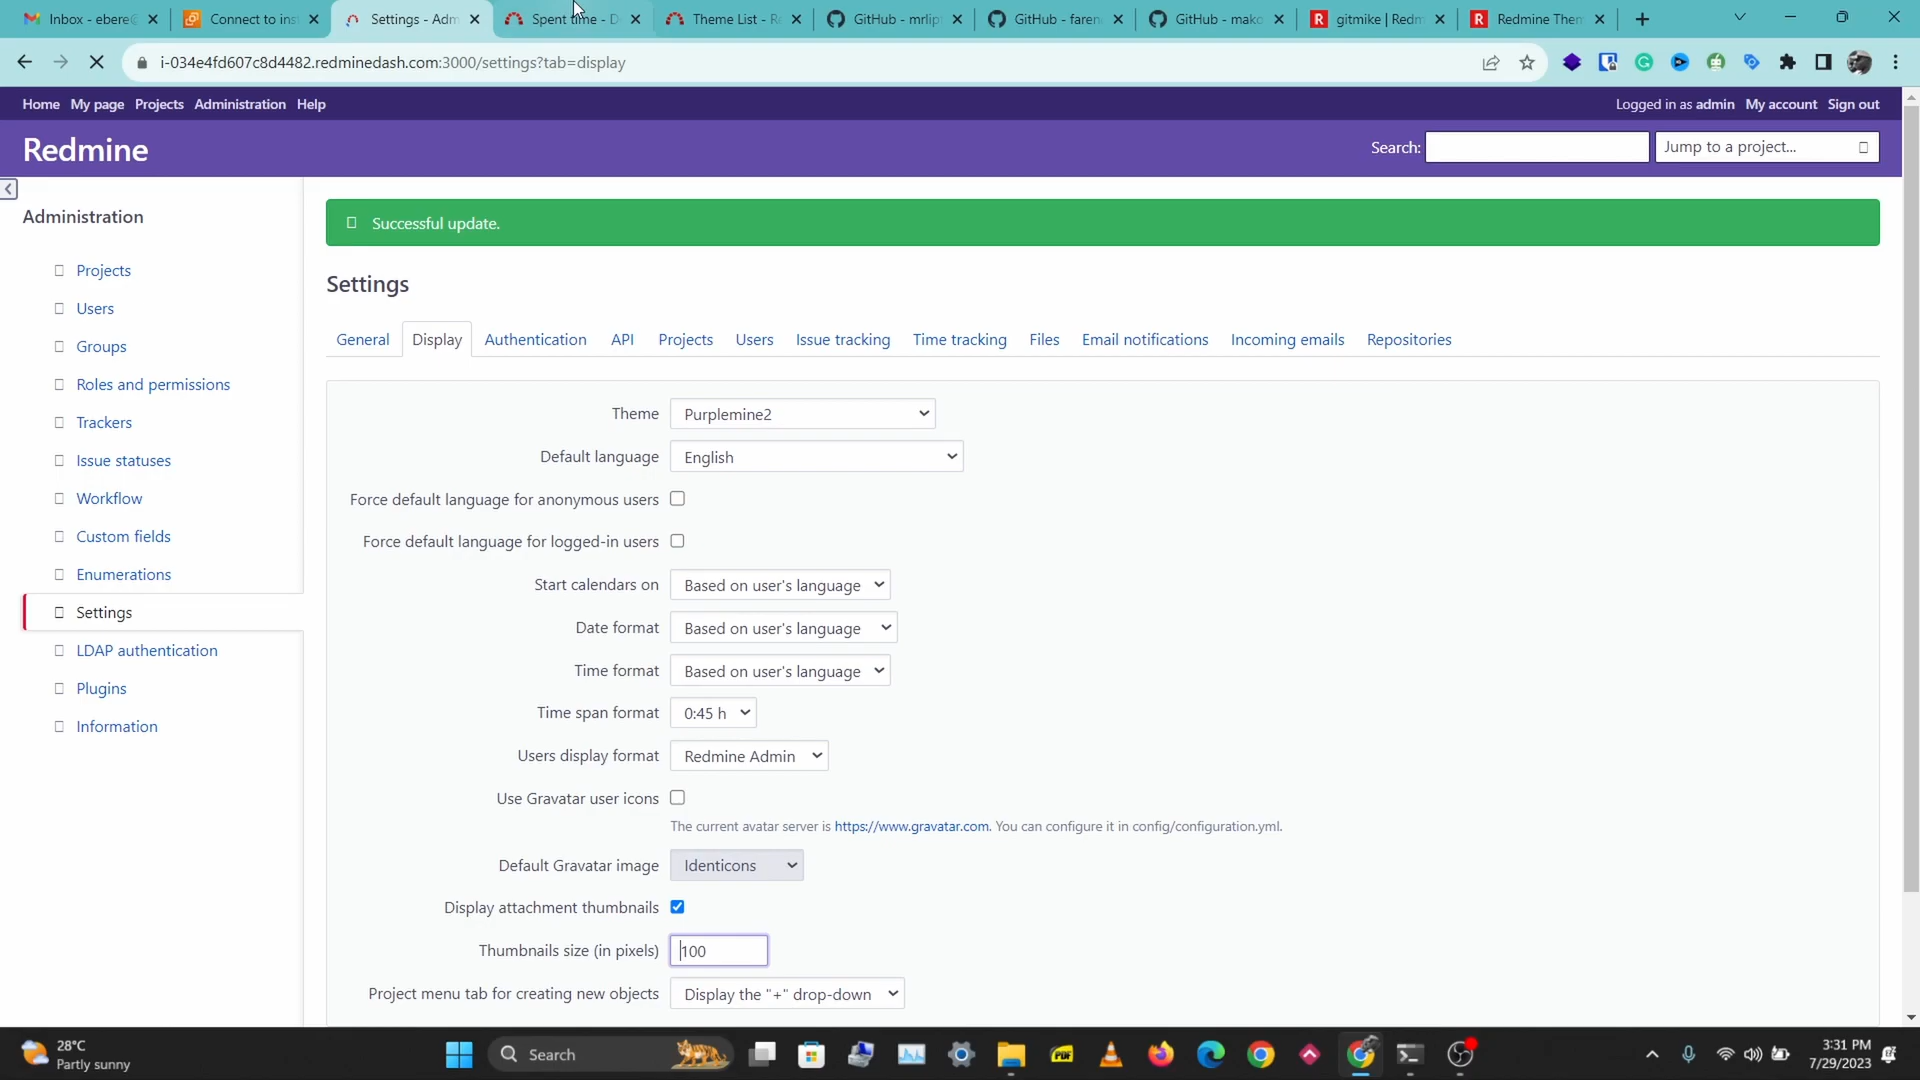 Inbox - ebere@
Connect to ins
Settings - Adm
Spent time - D
Theme List - Re
GitHub - mrlip
GitHub - faren
GitHub - mako
gitmike | Redm
Redmine Them
i-034e4fd607c8d4482.redminedash.com:3000/settings?tab=display
Home My page Projects Administration Help
Logged in as admin My account Sign out
Redmine
Search:
Jump to a project...
Administration
Projects
Users
Groups
Roles and permissions
Trackers
Issue statuses
Workflow
Custom fields
Enumerations
Settings
LDAP authentication
Plugins
Information
Successful update.
Settings
General Display Authentication API Projects Users Issue tracking Time tracking Files Email notifications Incoming emails Repositories
Theme Purplemine2
Default language English
Force default language for anonymous users
Force default language for logged-in users
Start calendars on Based on user's language
Date format Based on user's language
Time format Based on user's language
Time span format 0:45 h
Users display format Redmine Admin
Use Gravatar user icons
The current avatar server is https://www.gravatar.com. You can configure it in config/configuration.yml.
Default Gravatar image Identicons
Display attachment thumbnails
Thumbnails size (in pixels) 100
Project menu tab for creating new objects Display the "+" drop-down
28°C
Partly sunny
Search
PDF
3:31 PM
7/29/2023